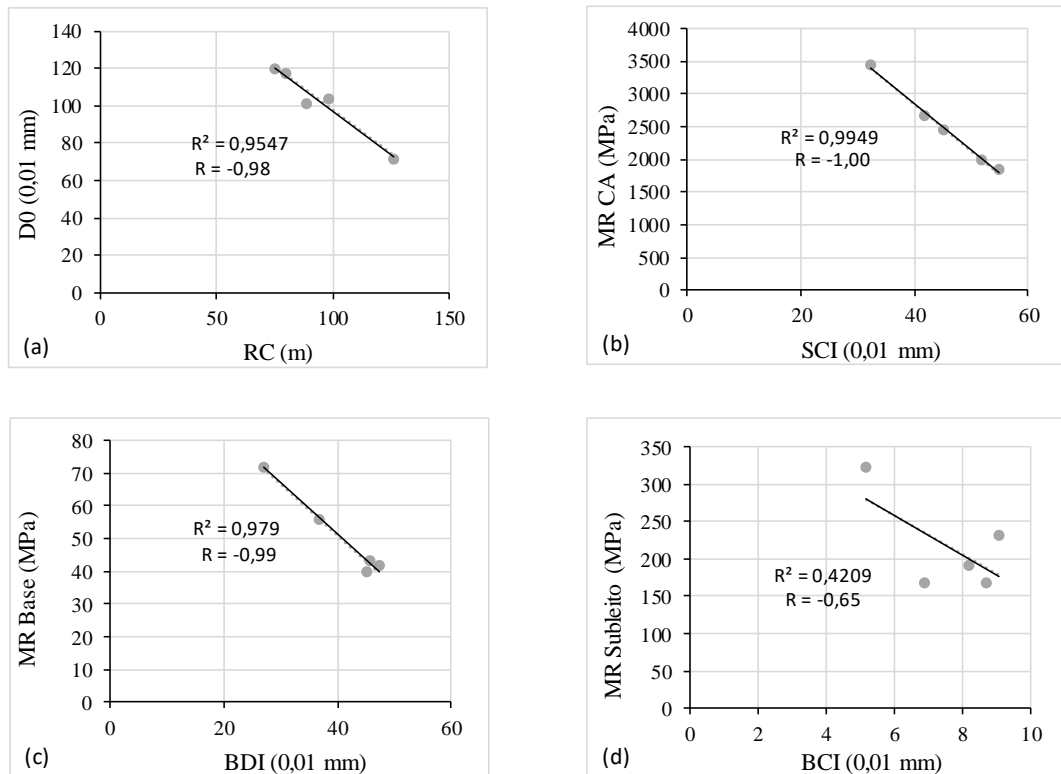 140
120
100
80
60
40
20
0
D0 (0,01 mm)
R² = 0,9547
R = -0,98
0 50 100 150
(a)
RC (m)
4000
3500
3000
2500
2000
1500
1000
500
0
MR CA (MPa)
R² = 0,9949
R = -1,00
0 20 40 60
(b)
SCI (0,01 mm)
80
70
60
50
40
30
20
10
0
MR Base (MPa)
R² = 0,979
R = -0,99
0 20 40 60
(c)
BDI (0,01 mm)
350
300
250
200
150
100
50
0
MR Subleito (MPa)
R² = 0,4209
R = -0,65
0 2 4 6 8 10
(d)
BCI (0,01 mm)